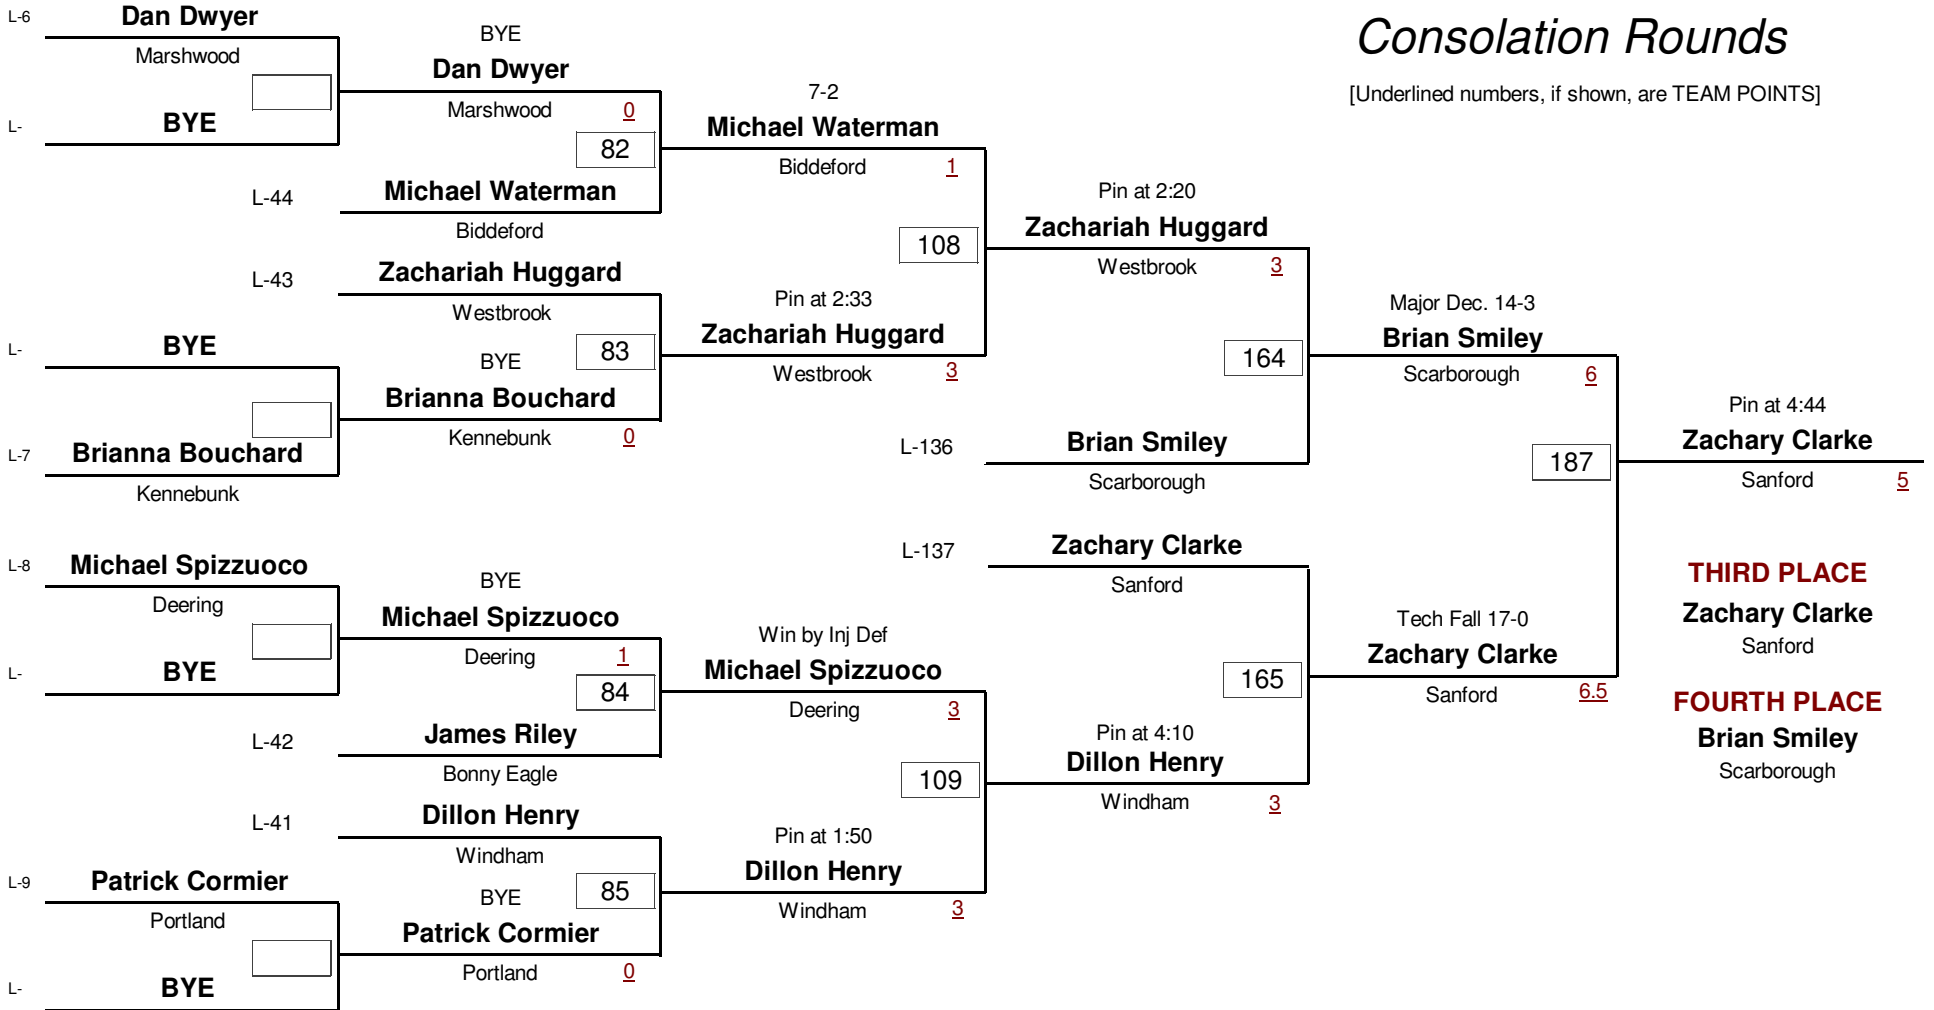 Consolation Rounds
[Underlined numbers, if shown, are TEAM POINTS]
L-6
Dan Dwyer
Marshwood
L-
BYE
BYE
Dan Dwyer
Marshwood 0
82
L-44
Michael Waterman
Biddeford
L-43
Zachariah Huggard
Westbrook
L-
BYE
BYE
83
Brianna Bouchard
Kennebunk 0
L-7
Brianna Bouchard
Kennebunk
L-8
Michael Spizzuoco
Deering
L-
BYE
BYE
Michael Spizzuoco
Deering 1
84
L-42
James Riley
Bonny Eagle
L-41
Dillon Henry
Windham
BYE
85
Patrick Cormier
Portland 0
L-9
Patrick Cormier
Portland
L-
BYE
7-2
Michael Waterman
Biddeford 1
108
Pin at 2:33
Zachariah Huggard
Westbrook 3
Win by Inj Def
Michael Spizzuoco
Deering 3
109
Pin at 1:50
Dillon Henry
Windham 3
Pin at 2:20
Zachariah Huggard
Westbrook 3
164
L-136
Brian Smiley
Scarborough
L-137
Zachary Clarke
Sanford
165
Pin at 4:10
Dillon Henry
Windham 3
Major Dec. 14-3
Brian Smiley
Scarborough 6
187
Tech Fall 17-0
Zachary Clarke
Sanford 6.5
Pin at 4:44
Zachary Clarke
Sanford 5
THIRD PLACE
Zachary Clarke
Sanford
FOURTH PLACE
Brian Smiley
Scarborough